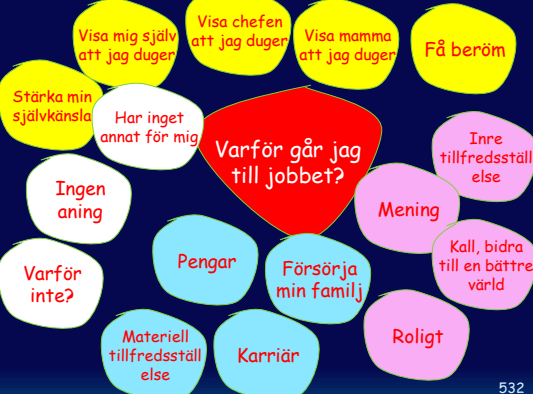 Visa mig själv
att jag duger
Visa chefen
att jag duger
Visa mamma
att jag duger
Få beröm
Stärka min
självkänsla
Har inget
annat för mig
Varför går jag
till jobbet?
Inre
tillfredsställ
else
Ingen
aning
Mening
Kall, bidra
till en bättre
värld
Varför
inte?
Pengar
Försörja
min familj
Materiell
tillfredsställ
else
Karriär
Roligt
532